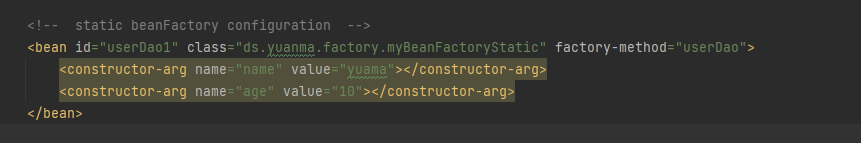 <!--  static beanFactory configuration  -->
<bean id="userDao1" class="ds.yuanma.factory.myBeanFactoryStatic" factory-method="userDao">
<constructor-arg name="name" value="yuama"></constructor-arg>
<constructor-arg name="age" value="10"></constructor-arg>
</bean>